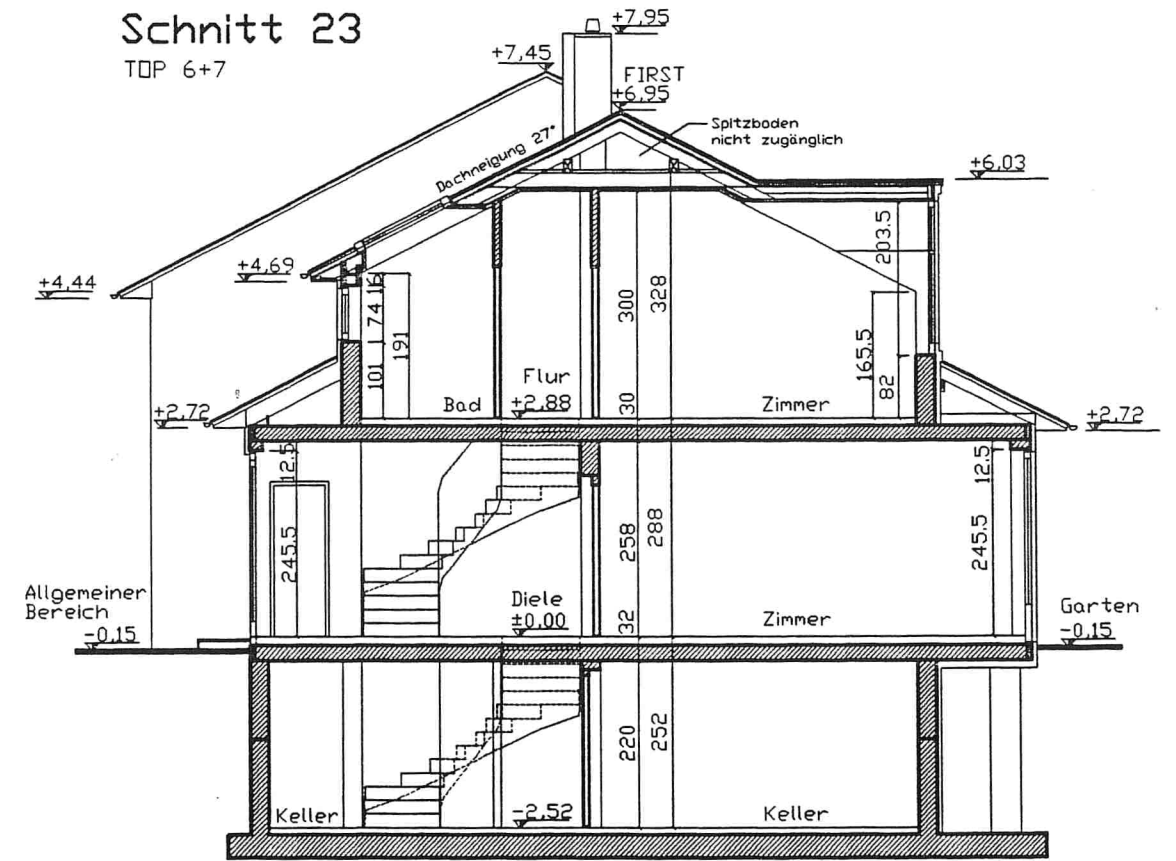 Schnitt 23
TOP 6+7
+7,95
+7,45
FIRST
+6,95
Dachneigung 27°
Spitzboden
nicht zugänglich
+6,03
+4,69
+4,44
203.5
16
74
191
101
300
328
165.5
82
Flur
+2,88
Bad
30
Zimmer
+2,72
+2,72
12.5
12.5
245.5
258
288
245.5
Allgemeiner
Bereich
-0,15
Diele
±0.00
32
Zimmer
Garten
-0,15
220
252
Keller
-2,52
Keller